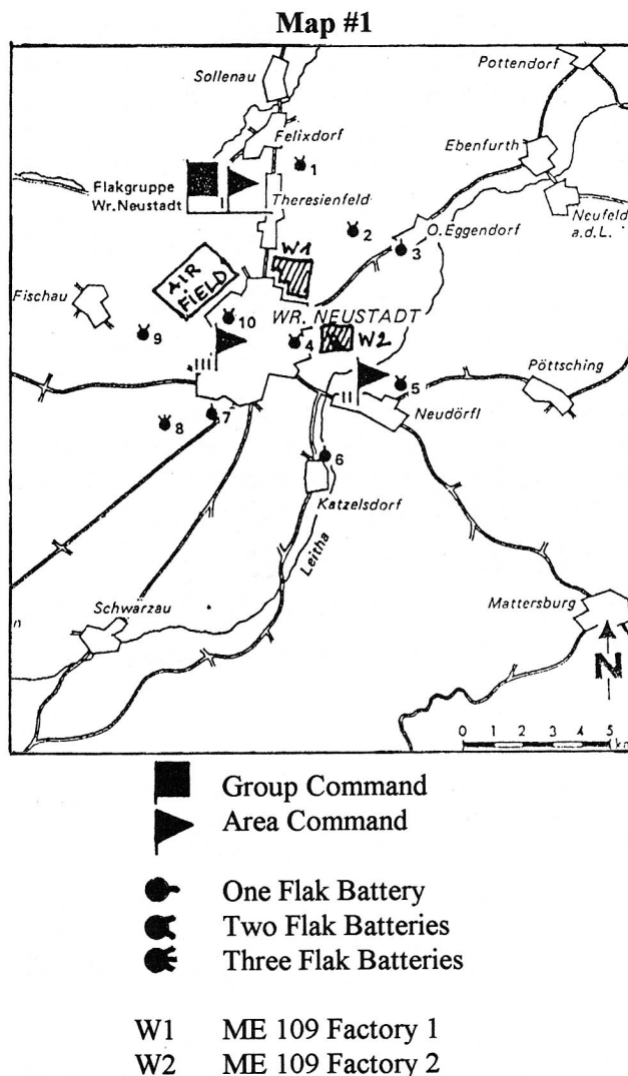 Map #1
Sollenau
Pottendorf
Felixdorf
Ebenfurth
1
Flakgruppe
Wr. Neustadt
I
Theresienfeld
Neufeld
a.d.L.
2
3
O. Eggendorf
W1
AIR
FIELD
Fischau
10
WR. NEUSTADT
9
4
W2
III
II
5
Pöttsching
Neudörfl
7
8
6
Katzelsdorf
Leitha
Schwarzau
n
Mattersburg
N
0 1 2 3 4 5
Group Command
Area Command
One Flak Battery
Two Flak Batteries
Three Flak Batteries
W1 ME 109 Factory 1
W2 ME 109 Factory 2